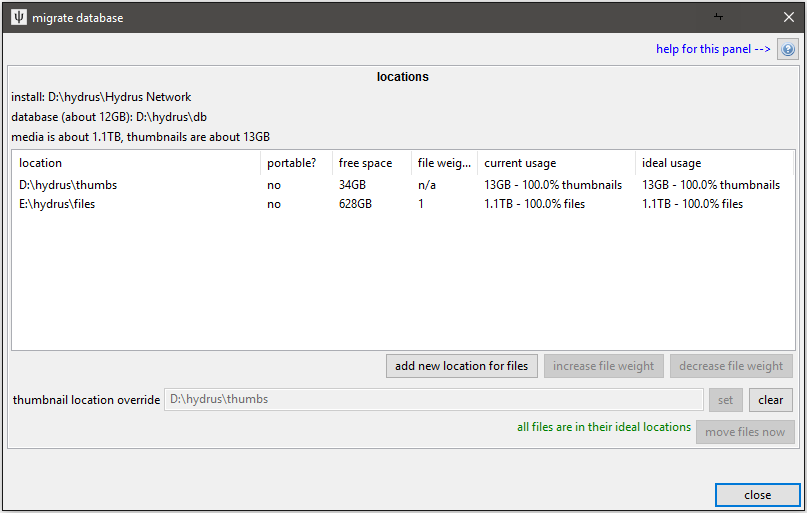 migrate database
help for this panel -->
locations
install: D:\hydrus\Hydrus Network
database (about 12GB): D:\hydrus\db
media is about 1.1TB, thumbnails are about 13GB
location portable? free space file weig... current usage ideal usage
D:\hydrus\thumbs no 34GB n/a 13GB - 100.0% thumbnails 13GB - 100.0% thumbnails
E:\hydrus\files no 628GB 1 1.1TB - 100.0% files 1.1TB - 100.0% files
add new location for files increase file weight decrease file weight
thumbnail location override D:\hydrus\thumbs set clear
all files are in their ideal locations move files now
close